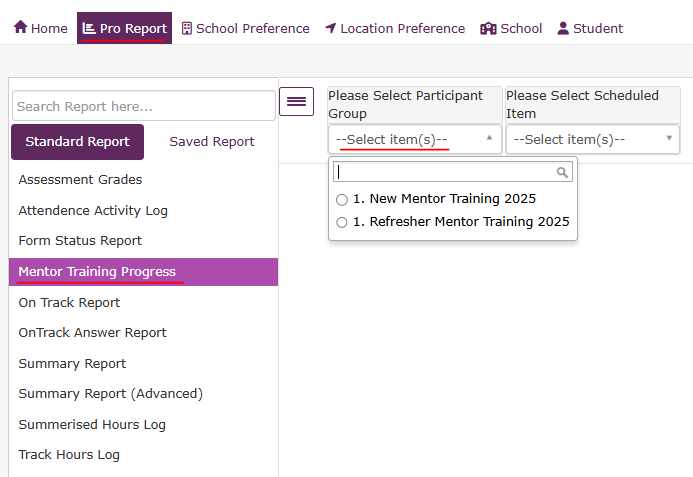 Home Pro Report School Preference Location Preference School Student
Search Report here...
Standard Report Saved Report
Assessment Grades
Attendence Activity Log
Form Status Report
Mentor Training Progress
On Track Report
OnTrack Answer Report
Summary Report
Summary Report (Advanced)
Summerised Hours Log
Track Hours Log
Please Select Participant
Group
--Select item(s)--
1. New Mentor Training 2025
1. Refresher Mentor Training 2025
Please Select Scheduled
Item
--Select item(s)--